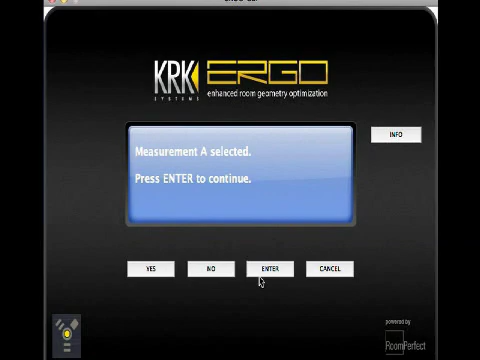 KRK ERGO
SYSTEMS
enhanced room geometry optimization
INFO
Measurement A selected.
Press ENTER to continue.
YES
NO
ENTER
CANCEL
powered by
RoomPerfect